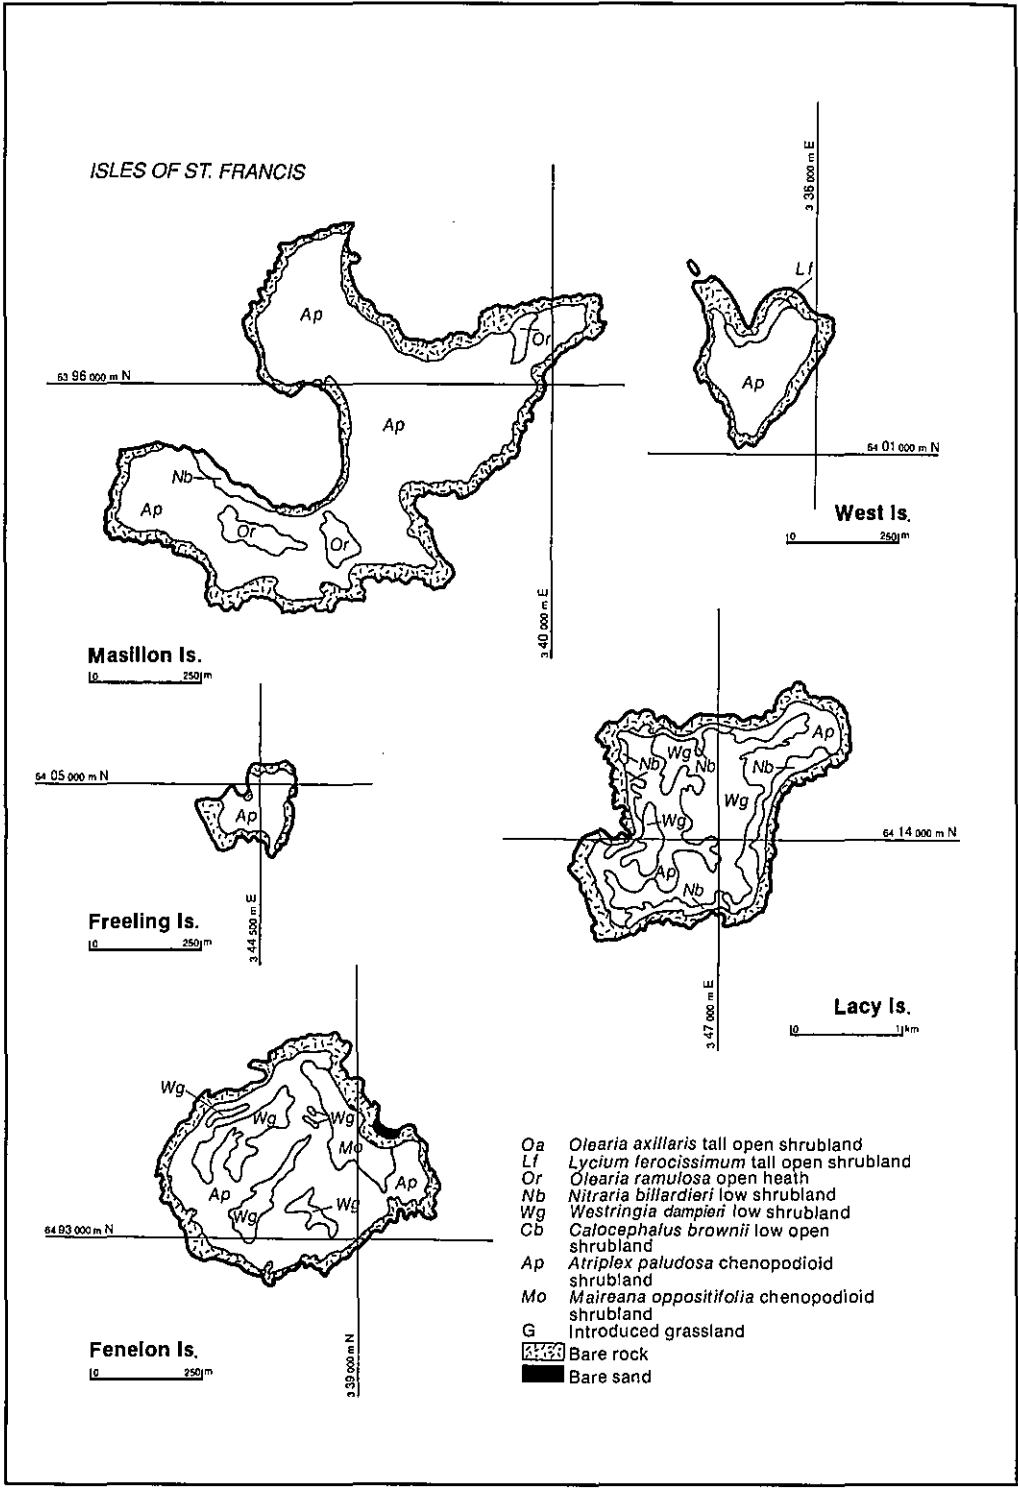 ISLES OF ST. FRANCIS
Ap
Or
63 96 000 m N
Ap
Nb
Ap
Or
Or
3 40 000 m E
Masillon Is.
0 250 m
3 36 000 m E
Lf
Ap
64 01 000 m N
West Is.
0 250 m
64 05 000 m N
Ap
3 44 500 m E
Freeling Is.
0 250 m
Ap
Wg
Nb
Nb
Nb
Wg
Wg
64 14 000 m N
Ap
Nb
3 47 000 m E
Lacy Is.
0 1 km
Wg
Wg
Wg
Mo
Ap
Ap
Wg
Wg
64 93 000 m N
3 39 000 m N
Fenelon Is.
0 250 m
Oa Olearia axillaris tall open shrubland
Lf Lycium ferocissimum tall open shrubland
Or Olearia ramulosa open heath
Nb Nitraria billardieri low shrubland
Wg Westringia dampieri low shrubland
Cb Calocephalus brownii low open
shrubland
Ap Atriplex paludosa chenopodioid
shrubland
Mo Maireana oppositifolia chenopodioid
shrubland
G Introduced grassland
Bare rock
Bare sand